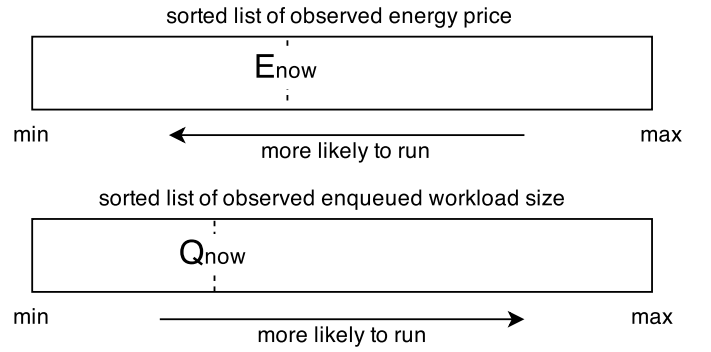 sorted list of observed energy price
Enow
min
max
more likely to run
sorted list of observed enqueued workload size
Qnow
min
max
more likely to run